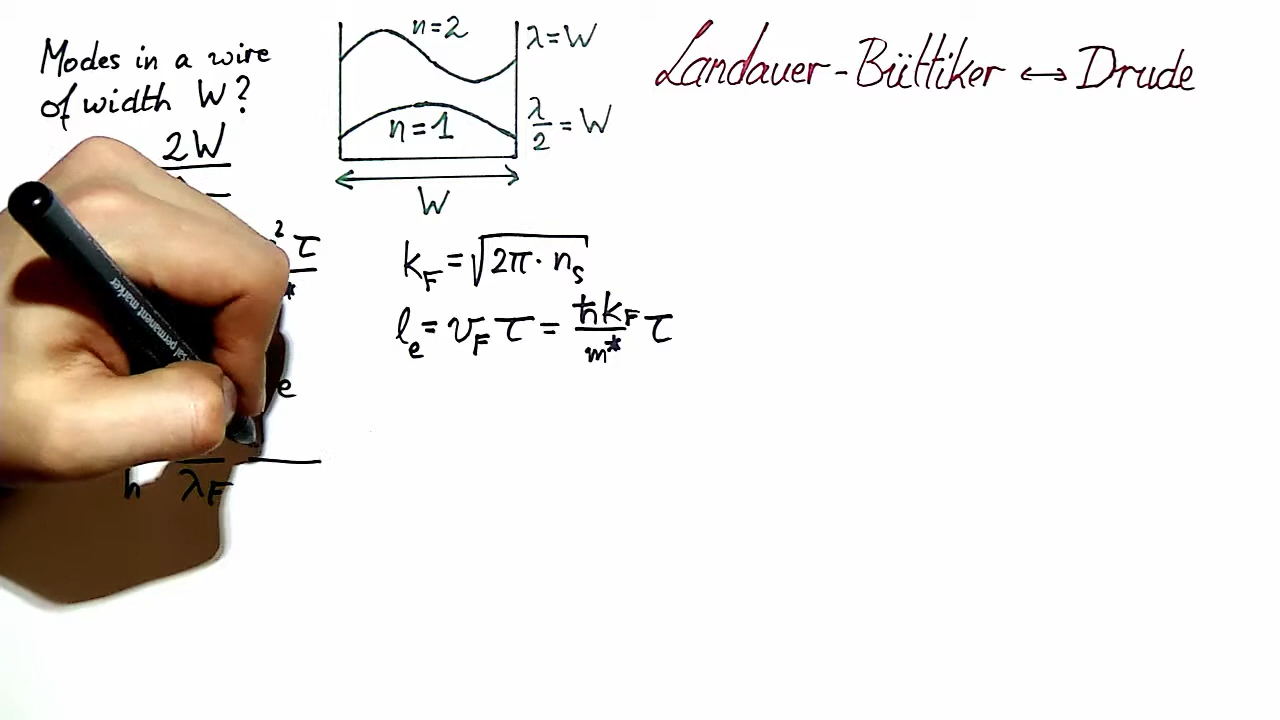 Modes in a wire
of width W?
n=2
λ=W
n=1
λ/2 = W
W
Landauer-Büttiker ↔ Drude
2W
² τ
*
k_F = √(2π · n_s)
l_e = v_F τ = ħk_F/m* τ
e
h λ_F